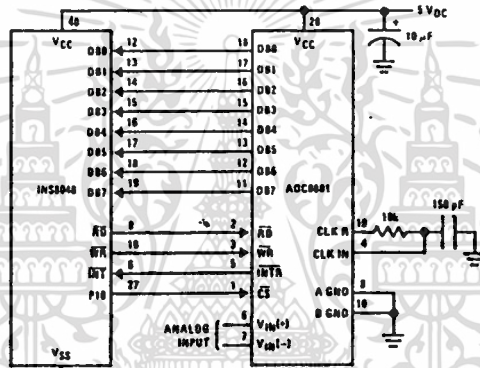 5 VDC
40
20
VCC
VCC
10 µF
+
DB0 12 18 DB0
DB1 13 17 DB1
DB2 14 16 DB2
DB3 15 15 DB3
DB4 16 14 DB4
DB5 17 13 DB5
DB6 18 12 DB6
DB7 19 11 DB7
INS8048
ADC0801
150 pF
RD 8 2 RD
CLK R 19 10k
WR 10 3 WR
CLK IN 4
INT 6 5 INTR
P10 27 1 CS
A GND 8
D GND 10
ANALOG
INPUT
6 VIN(+)
7 VIN(−)
VSS